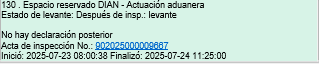 130 . Espacio reservado DIAN - Actuación aduanera
Estado de levante: Después de insp.: levante
No hay declaración posterior
Acta de inspección No.: 902025000009667
Inició: 2025-07-23 08:00:38 Finalizó: 2025-07-24 11:25:00